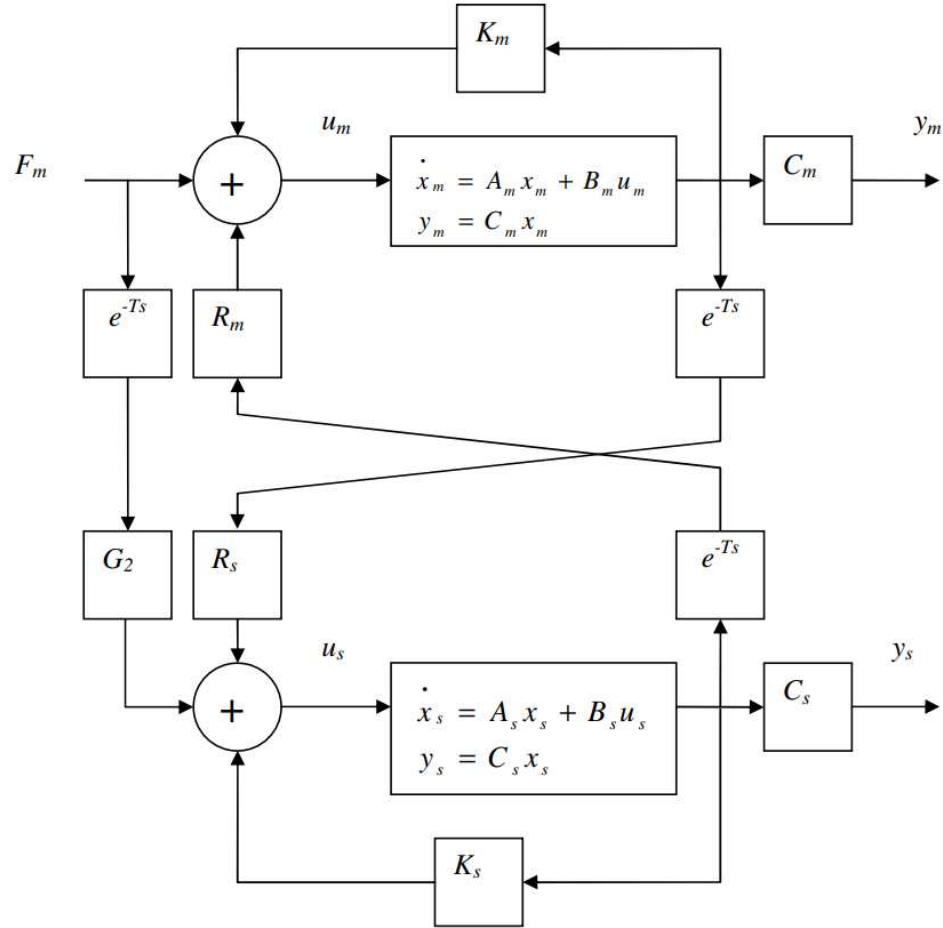 K_m
u_m
y_m
F_m
+
ẋ_m = A_m x_m + B_m u_m
y_m = C_m x_m
C_m
e^{-Ts}
R_m
e^{-Ts}
G_2
R_s
e^{-Ts}
u_s
y_s
+
ẋ_s = A_s x_s + B_s u_s
y_s = C_s x_s
C_s
K_s